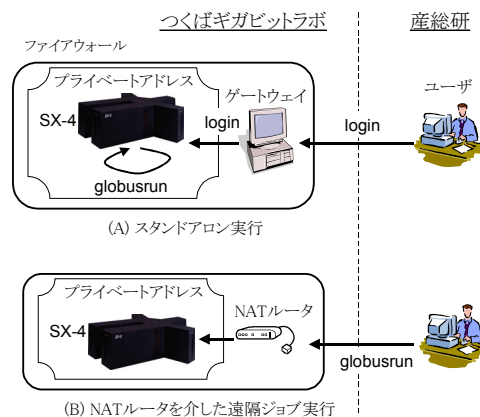 つくばギガビットラボ
産総研
ファイアウォール
プライベートアドレス
ゲートウェイ
ユーザ
SX-4
login
login
globusrun
(A) スタンドアロン実行
プライベートアドレス
NATルータ
SX-4
globusrun
(B) NATルータを介した遠隔ジョブ実行